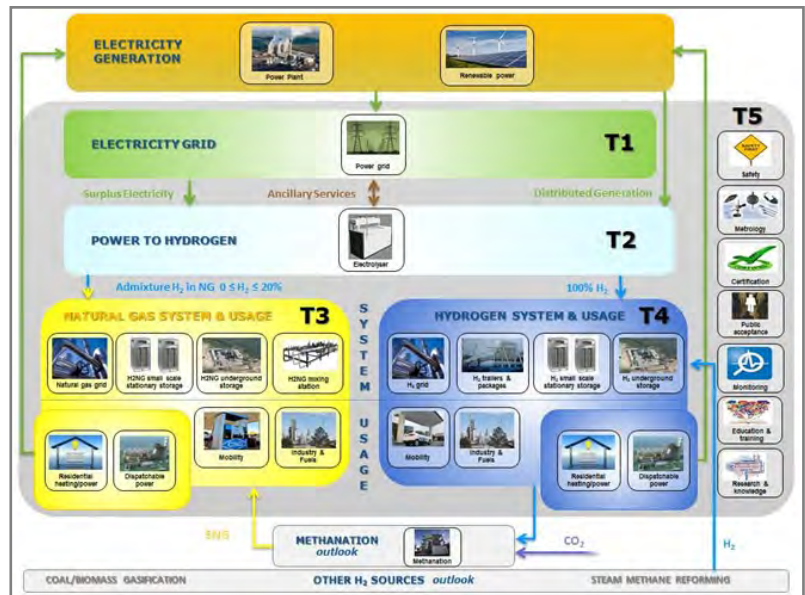 ELECTRICITY
GENERATION
Power Plant
Renewable power
T5
ELECTRICITY GRID
Power grid
T1
Safety
Surplus Electricity
Ancillary Services
Distributed Generation
Metrology
POWER TO HYDROGEN
Electrolyser
T2
Certification
Admixture H₂ in NG 0 ≤ H₂ ≤ 20%
100% H₂
Public
acceptance
NATURAL GAS SYSTEM & USAGE
T3
SYSTEM
HYDROGEN SYSTEM & USAGE
T4
Natural gas grid
H2NG small scale
stationary storage
H2NG underground
storage
H2NG mixing
station
H₂ grid
H₂ trailers &
packages
H₂ small scale
stationary storage
H₂ underground
storage
Monitoring
USAGE
Mobility
Industry &
Fuels
Mobility
Industry &
Fuels
Education &
training
Residential
heating/power
Dispatchable
power
Residential
heating/power
Dispatchable
power
Research &
knowledge
SNG
METHANATION
outlook
Methanation
CO₂
H₂
COAL/BIOMASS GASIFICATION
OTHER H₂ SOURCES outlook
STEAM METHANE REFORMING